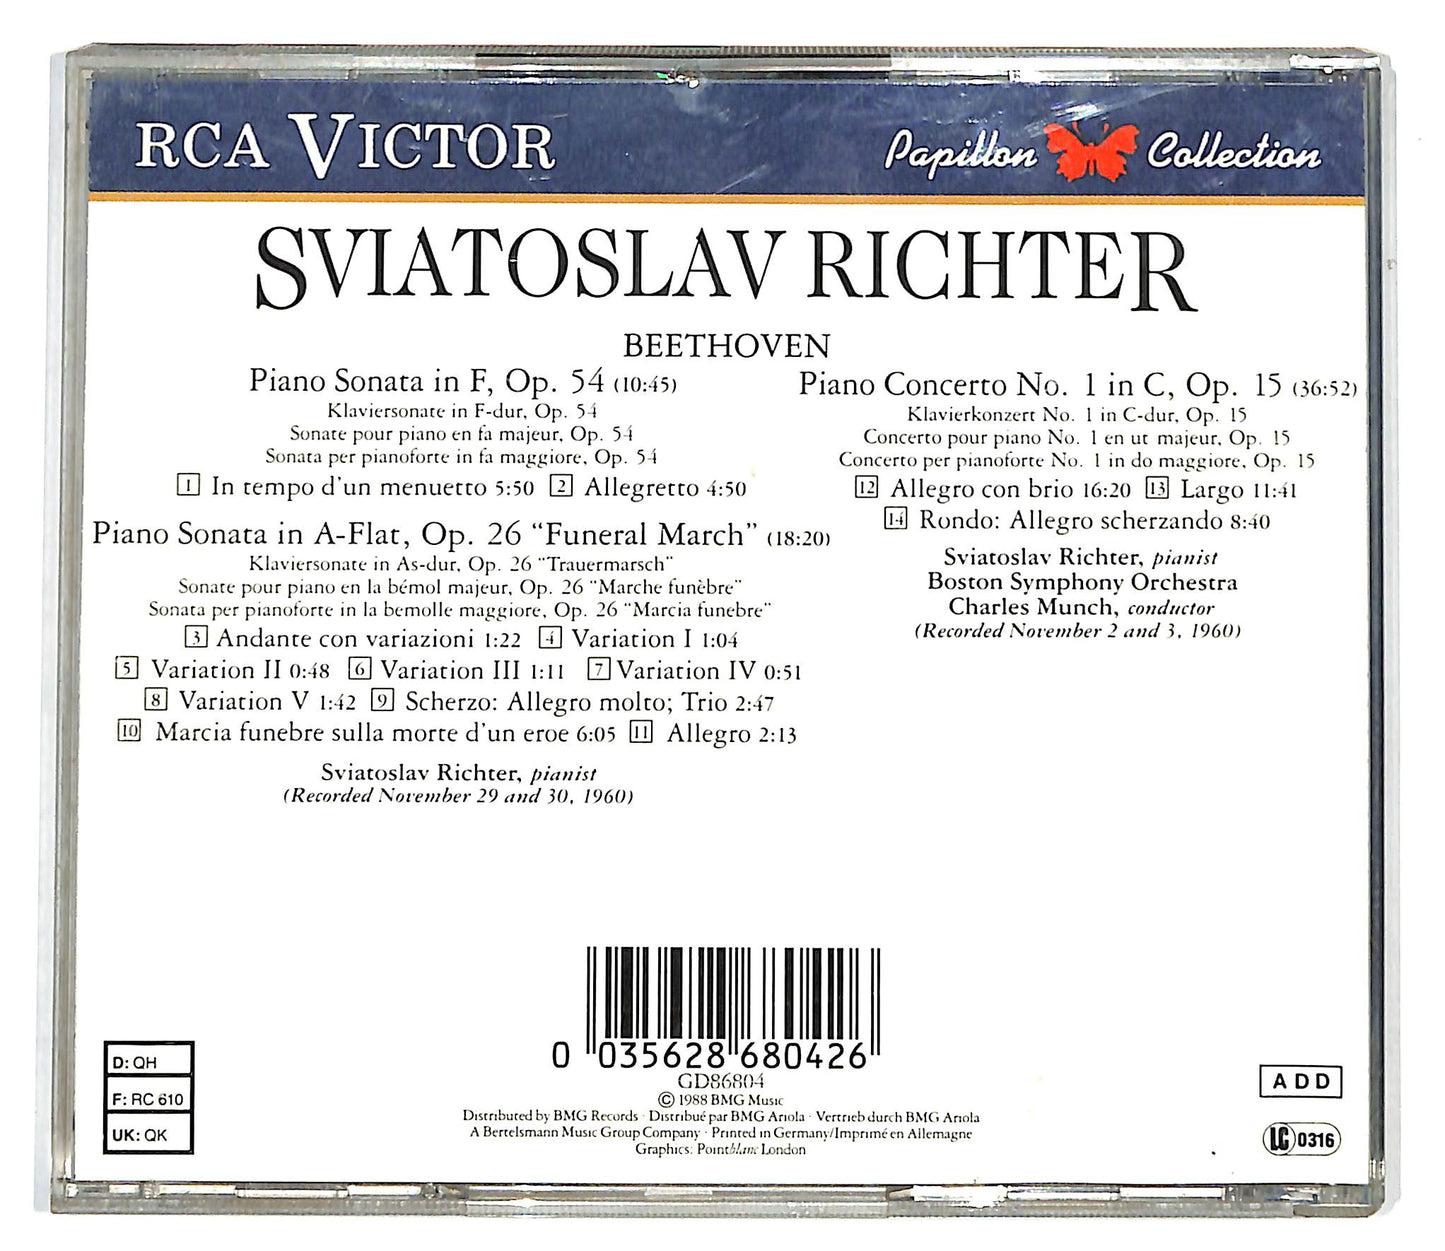 RCA VICTOR
Papillon Collection
SVIATOSLAV RICHTER
BEETHOVEN
Piano Sonata in F, Op. 54 (10:45)
Klaviersonate in F-dur, Op. 54
Sonate pour piano en fa majeur, Op. 54
Sonata per pianoforte in fa maggiore, Op. 54
1 In tempo d'un menuetto 5:50 2 Allegretto 4:50
Piano Sonata in A-Flat, Op. 26 "Funeral March" (18:20)
Klaviersonate in As-dur, Op. 26 "Trauermarsch"
Sonate pour piano en la bémol majeur, Op. 26 "Marche funèbre"
Sonata per pianoforte in la bemolle maggiore, Op. 26 "Marcia funebre"
3 Andante con variazioni 1:22 4 Variation I 1:04
5 Variation II 0:48 6 Variation III 1:11 7 Variation IV 0:51
8 Variation V 1:42 9 Scherzo: Allegro molto; Trio 2:47
10 Marcia funebre sulla morte d'un eroe 6:05 11 Allegro 2:13
Sviatoslav Richter, pianist
(Recorded November 29 and 30, 1960)
Piano Concerto No. 1 in C, Op. 15 (36:52)
Klavierkonzert No. 1 in C-dur, Op. 15
Concerto pour piano No. 1 en ut majeur, Op. 15
Concerto per pianoforte No. 1 in do maggiore, Op. 15
12 Allegro con brio 16:20 13 Largo 11:41
14 Rondo: Allegro scherzando 8:40
Sviatoslav Richter, pianist
Boston Symphony Orchestra
Charles Munch, conductor
(Recorded November 2 and 3, 1960)
D: QH
F: RC 610
UK: QK
0 035628 680426
GD86804
© 1988 BMG Music
Distributed by BMG Records · Distribué par BMG Ariola · Vertrieb durch BMG Ariola
A Bertelsmann Music Group Company · Printed in Germany/Imprimé en Allemagne
Graphics: Pointblanc London
ADD
LC 0316